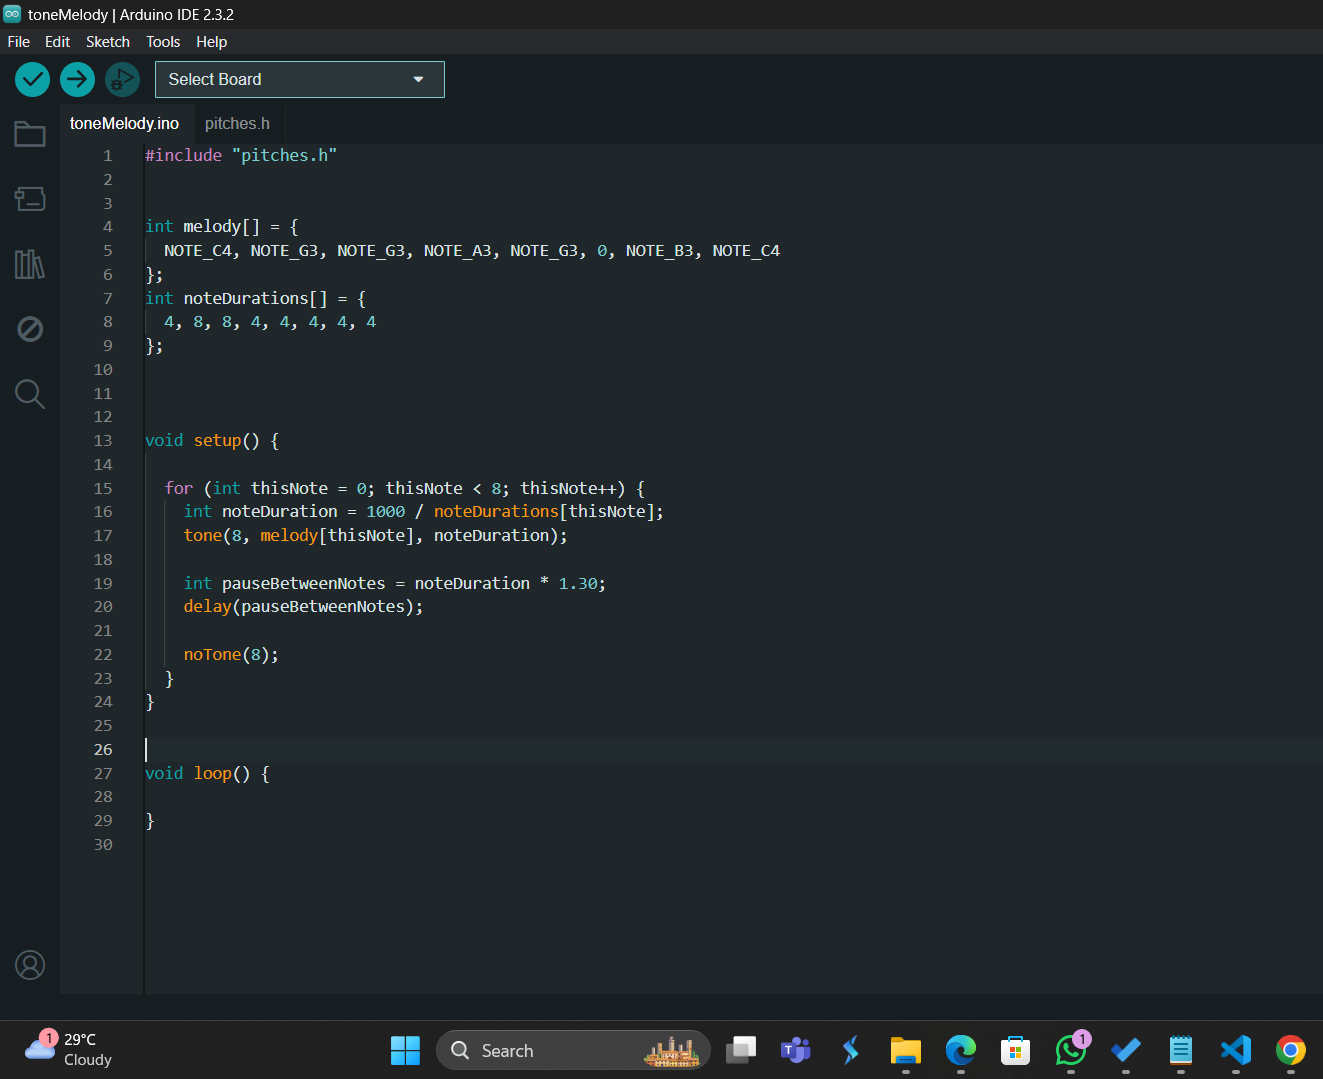 toneMelody | Arduino IDE 2.3.2
File Edit Sketch Tools Help
Select Board
toneMelody.ino pitches.h
1 #include "pitches.h"
2
3
4 int melody[] = {
5 NOTE_C4, NOTE_G3, NOTE_G3, NOTE_A3, NOTE_G3, 0, NOTE_B3, NOTE_C4
6 };
7 int noteDurations[] = {
8 4, 8, 8, 4, 4, 4, 4, 4
9 };
10
11
12
13 void setup() {
14
15 for (int thisNote = 0; thisNote < 8; thisNote++) {
16 int noteDuration = 1000 / noteDurations[thisNote];
17 tone(8, melody[thisNote], noteDuration);
18
19 int pauseBetweenNotes = noteDuration * 1.30;
20 delay(pauseBetweenNotes);
21
22 noTone(8);
23 }
24 }
25
26
27 void loop() {
28
29 }
30
1 29°C
Cloudy
Search
T
1